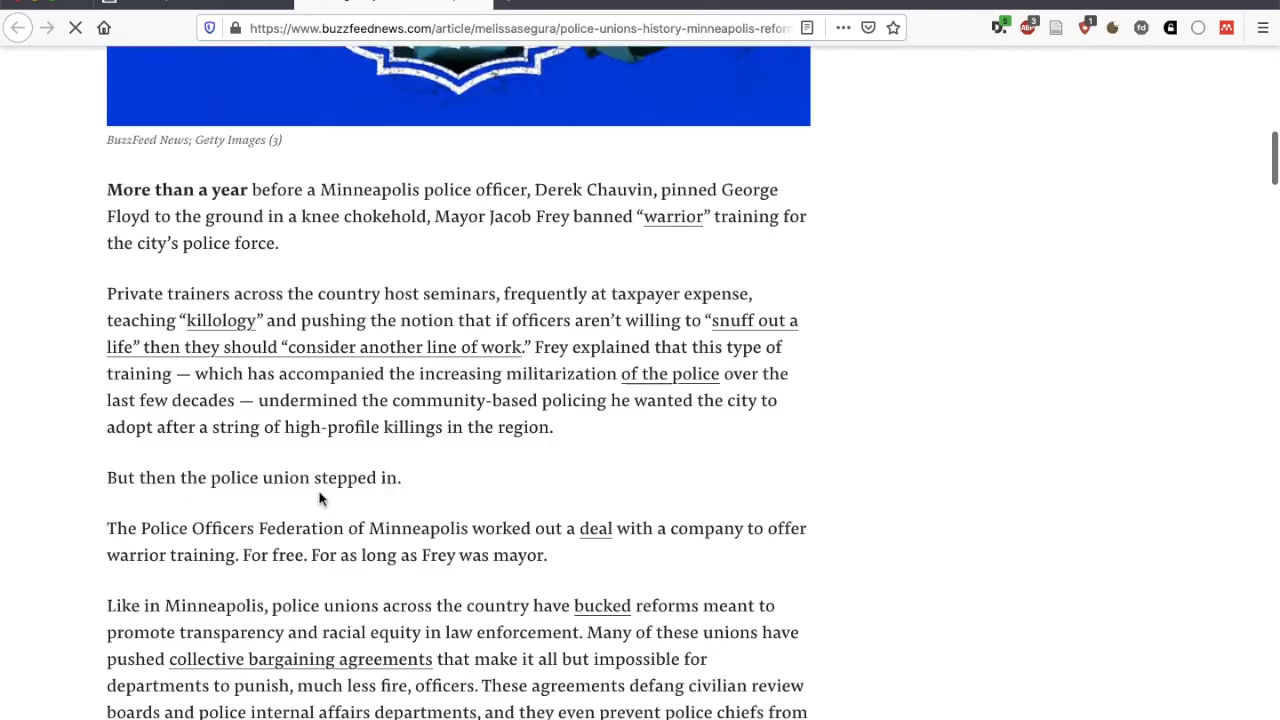 https://www.buzzfeednews.com/article/melissasegura/police-unions-history-minneapolis-refor
BuzzFeed News; Getty Images (3)
More than a year before a Minneapolis police officer, Derek Chauvin, pinned George
Floyd to the ground in a knee chokehold, Mayor Jacob Frey banned “warrior” training for
the city’s police force.
Private trainers across the country host seminars, frequently at taxpayer expense,
teaching “killology” and pushing the notion that if officers aren’t willing to “snuff out a
life” then they should “consider another line of work.” Frey explained that this type of
training — which has accompanied the increasing militarization of the police over the
last few decades — undermined the community-based policing he wanted the city to
adopt after a string of high-profile killings in the region.
But then the police union stepped in.
The Police Officers Federation of Minneapolis worked out a deal with a company to offer
warrior training. For free. For as long as Frey was mayor.
Like in Minneapolis, police unions across the country have bucked reforms meant to
promote transparency and racial equity in law enforcement. Many of these unions have
pushed collective bargaining agreements that make it all but impossible for
departments to punish, much less fire, officers. These agreements defang civilian review
boards and police internal affairs departments, and they even prevent police chiefs from